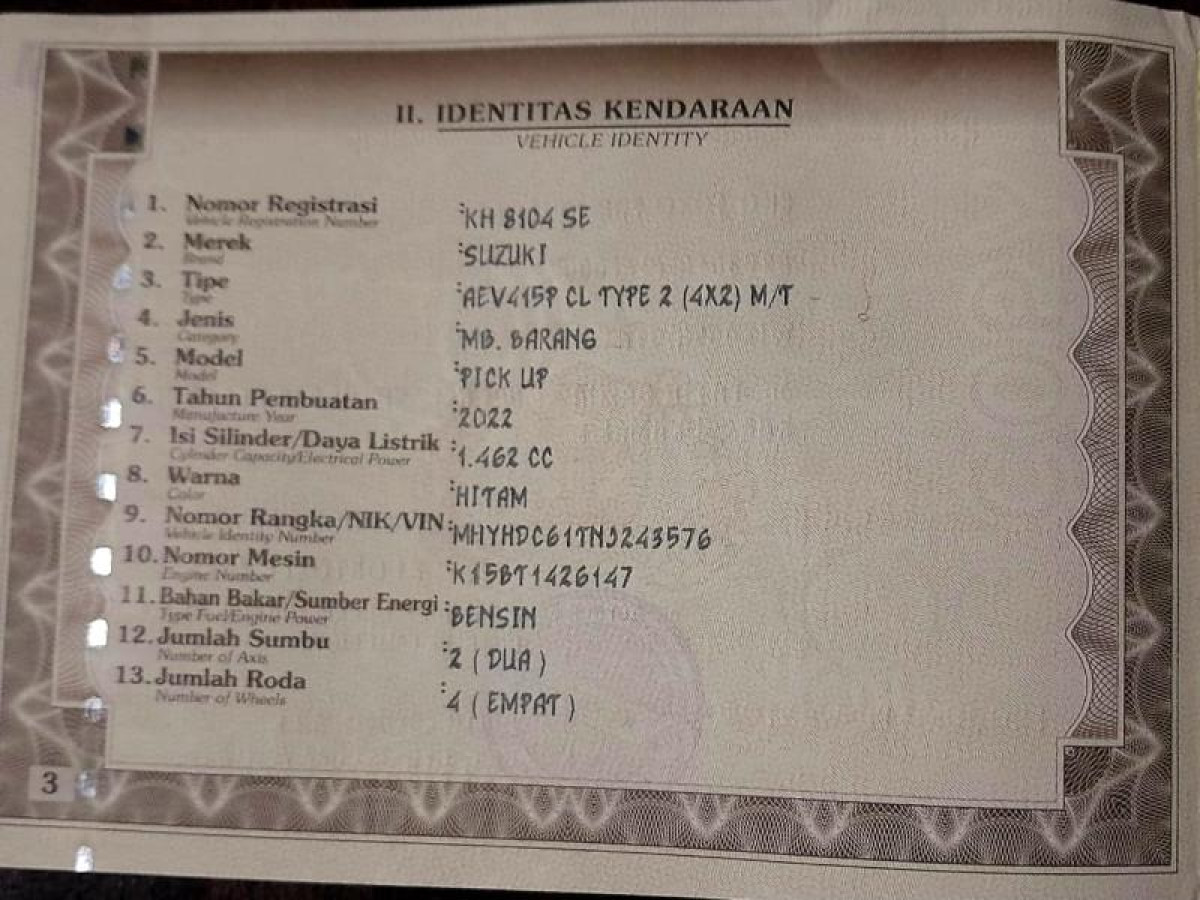 II. IDENTITAS KENDARAAN
VEHICLE IDENTITY
1. Nomor Registrasi : KH 8104 SE
Vehicle Registration Number
2. Merek : SUZUKI
Brand
3. Tipe : AEV415P CL TYPE 2 (4X2) M/T -
Type
4. Jenis : MB. BARANG
Category
5. Model : PICK UP
Model
6. Tahun Pembuatan : 2022
Manufacture Year
7. Isi Silinder/Daya Listrik : 1.462 CC
Cylinder Capacity/Electrical Power
8. Warna : HITAM
Color
9. Nomor Rangka/NIK/VIN : MHYHDC61TNJ243576
Vehicle Identity Number
10. Nomor Mesin : K15BT1426147
Engine Number
11. Bahan Bakar/Sumber Energi : BENSIN
Type Fuel/Engine Power
12. Jumlah Sumbu : 2 ( DUA )
Number of Axis
13. Jumlah Roda : 4 ( EMPAT )
Number of Wheels
3